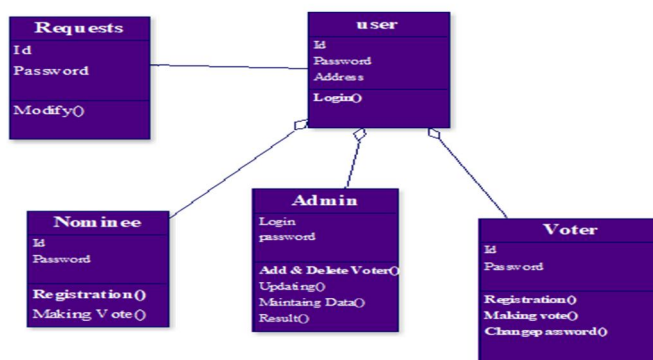 Requests
Id
Password
Modify()
user
Id
Password
Address
Login()
Nominee
Id
Password
Registration()
Making Vote()
Admin
Login
password
Add & Delete Voter()
Updating()
Maintaing Data()
Result()
Voter
Id
Password
Registration()
Making vote()
Changepassword()